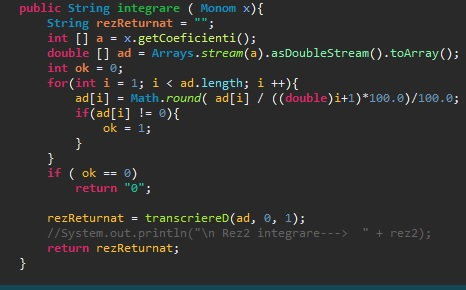 public String integrare ( Monom x){
    String rezReturnat = "";
    int [] a = x.getCoeficienti();
    double [] ad = Arrays.stream(a).asDoubleStream().toArray();
    int ok = 0;
    for(int i = 1; i < ad.length; i ++){
        ad[i] = Math.round( ad[i] / ((double)i+1)*100.0)/100.0;
        if(ad[i] != 0){
            ok = 1;
        }
    }
    if ( ok == 0)
        return "0";

    rezReturnat = transcriereD(ad, 0, 1);
    //System.out.println("\n Rez2 integrare--->  " + rez2);
    return rezReturnat;
}